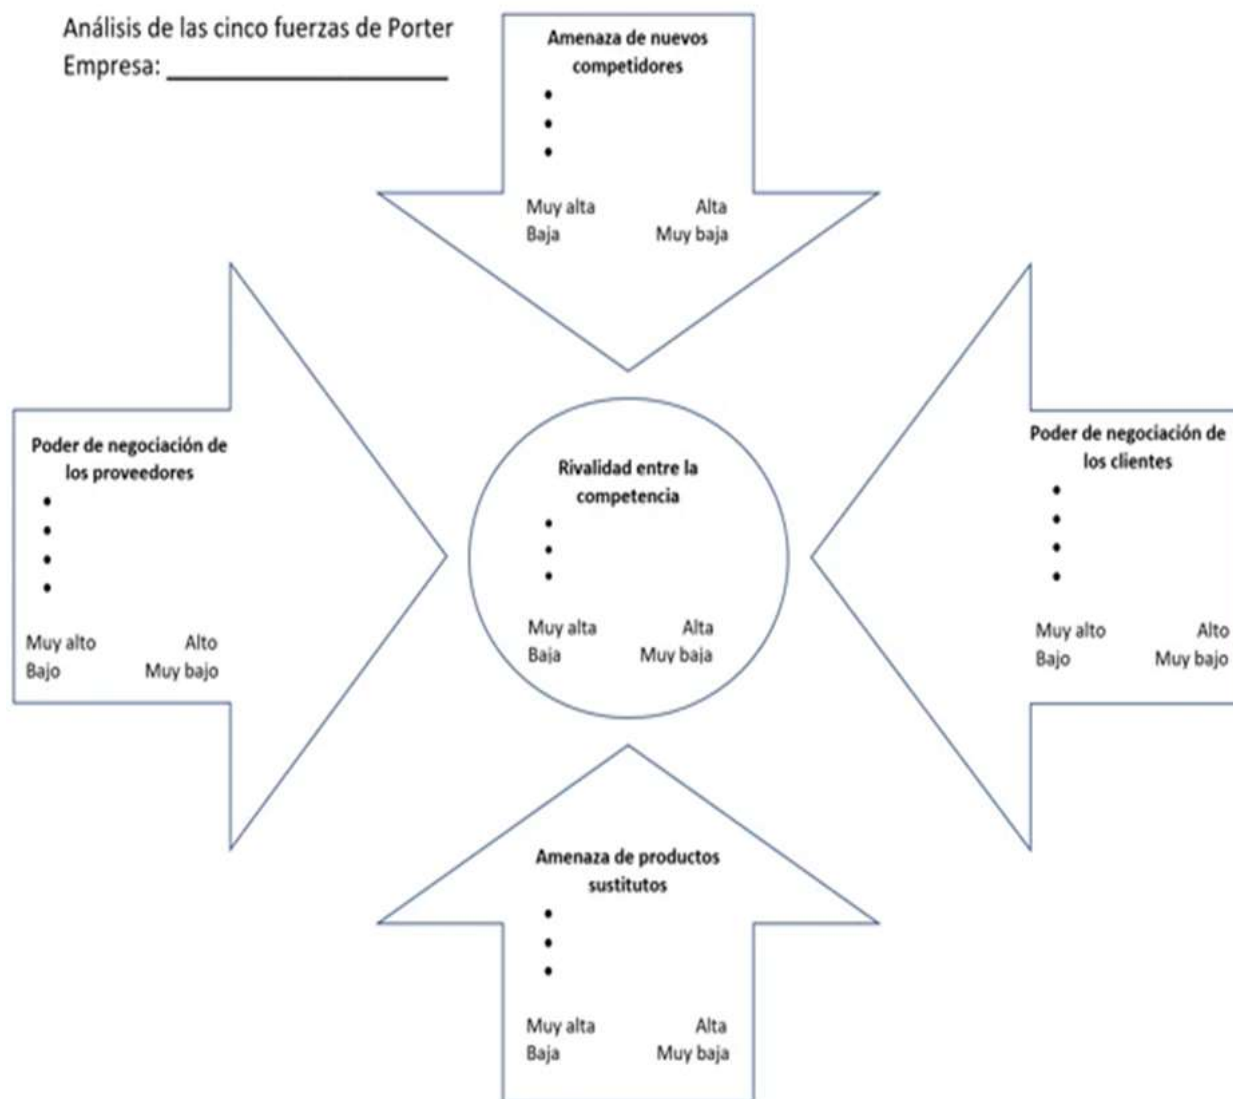 Análisis de las cinco fuerzas de Porter
Empresa: ____________________
Amenaza de nuevos
competidores
•
•
•
Muy alta Alta
Baja Muy baja
Poder de negociación de
los proveedores
•
•
•
•
Muy alto Alto
Bajo Muy bajo
Rivalidad entre la
competencia
•
•
•
Muy alta Alta
Baja Muy baja
Poder de negociación de
los clientes
•
•
•
•
Muy alto Alto
Bajo Muy bajo
Amenaza de productos
sustitutos
•
•
•
Muy alta Alta
Baja Muy baja